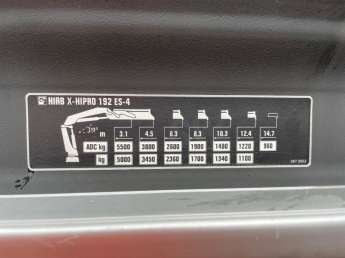 HIAB X-HIPRO 192 ES-4
m 3.1 4.5 6.3 8.3 10.3 12.4 14.7
ADC kg 5500 3800 2600 1900 1480 1220 960
kg 5000 3450 2360 1700 1340 1100